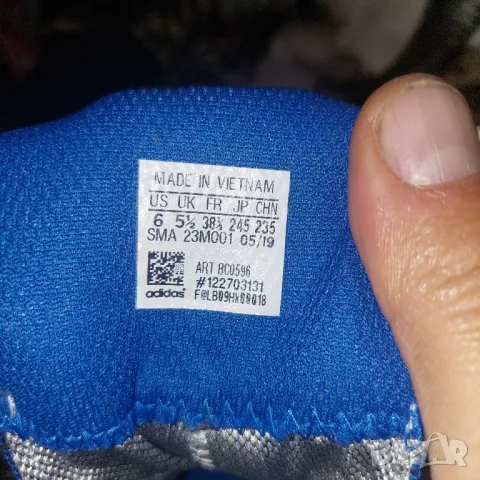 MADE IN VIETNAM
US UK FR JP CHN
6 5½ 38⅔ 245 235
SMA 23M001 05/19
ART BC0596
#122703131
F@LB09HK00018
adidas
BAZAR